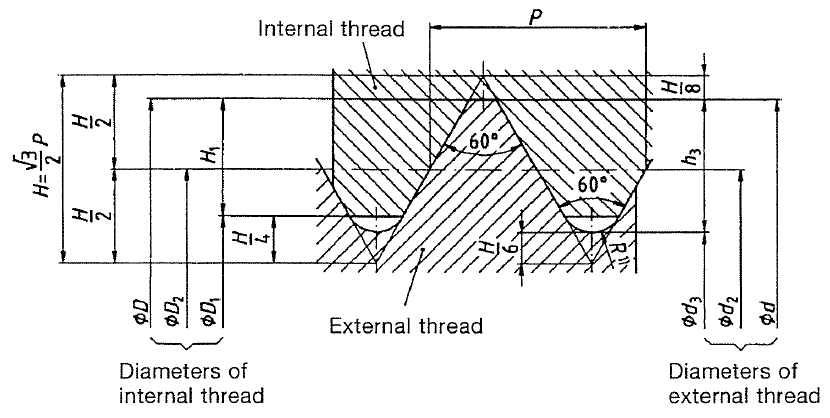 Internal thread
P
H/8
H/2
H = √3/2 P
H₁
60°
h₃
60°
H/2
H/4
H/6
R
ΦD
ΦD₂
ΦD₁
Φd₃
Φd₂
Φd
External thread
Diameters of
internal thread
Diameters of
external thread